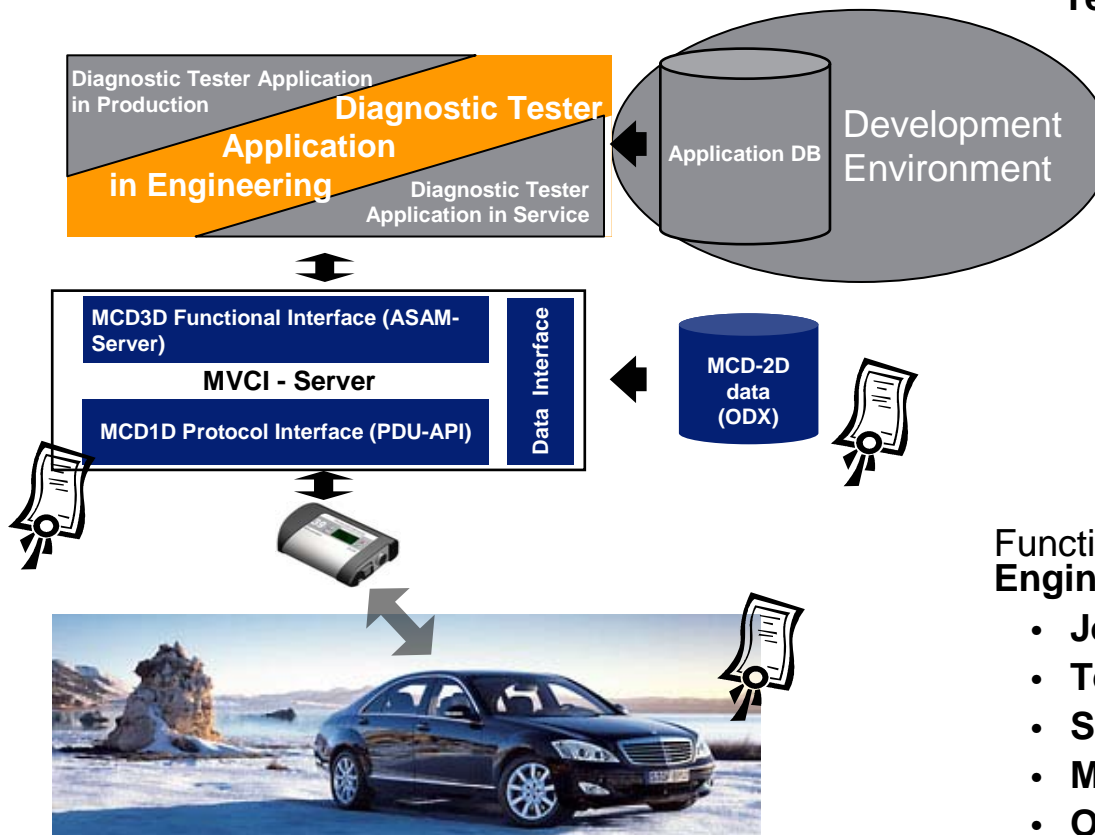 Diagnostic Tester Application
in Production
Diagnostic Tester
Application
in Engineering
Diagnostic Tester
Application in Service
Application DB
Development
Environment
MCD3D Functional Interface (ASAM-
Server)
MVCI - Server
MCD1D Protocol Interface (PDU-API)
Data Interface
MCD-2D
data
(ODX)